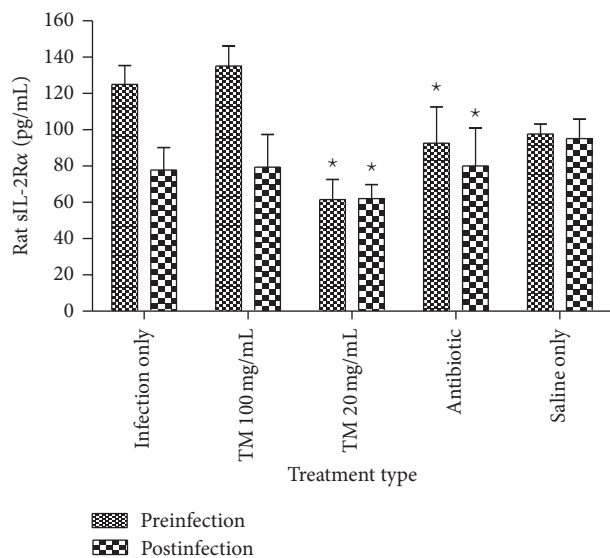 Rat sIL-2Rα (pg/mL)
160
140
120
100
80
60
40
20
0
* * * *
Infection only
TM 100 mg/mL
TM 20 mg/mL
Antibiotic
Saline only
Treatment type
Preinfection
Postinfection